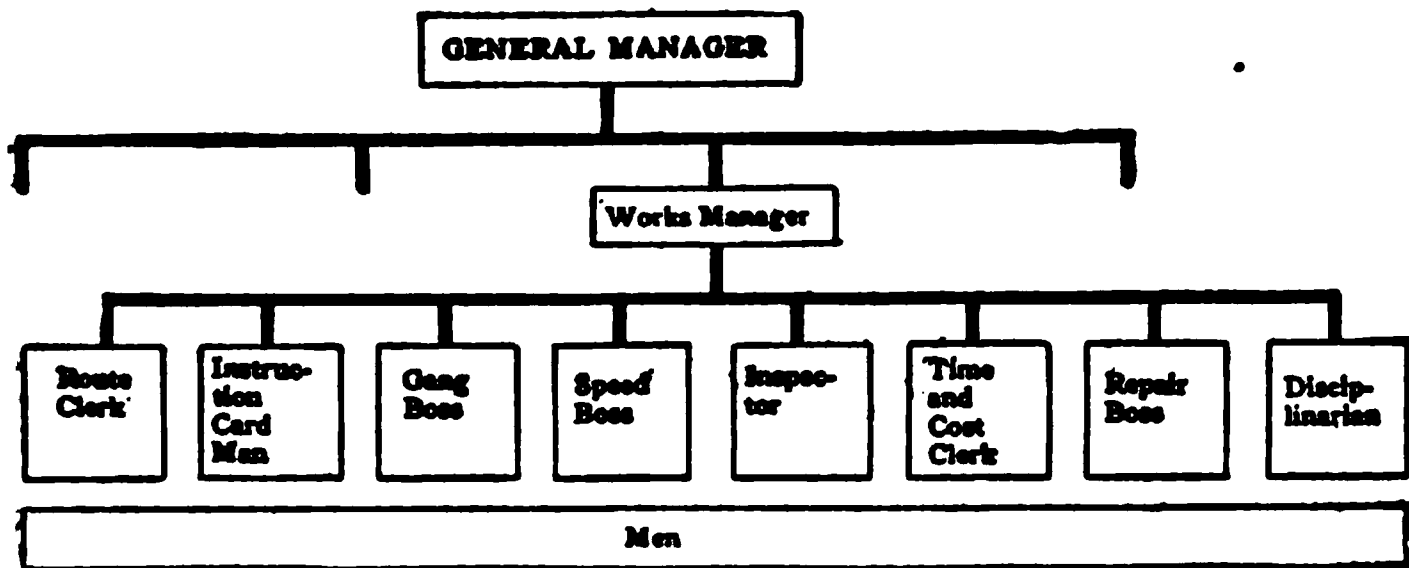 GENERAL MANAGER
Works Manager
Route
Clerk
Instruc-
tion
Card
Man
Gang
Boss
Speed
Boss
Inspec-
tor
Time
and
Cost
Clerk
Repair
Boss
Discip-
linarian
Men